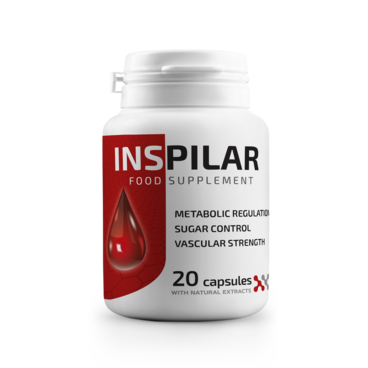 INSPILAR
FOOD SUPPLEMENT
METABOLIC REGULATION
SUGAR CONTROL
VASCULAR STRENGTH
20 capsules
WITH NATURAL EXTRACTS